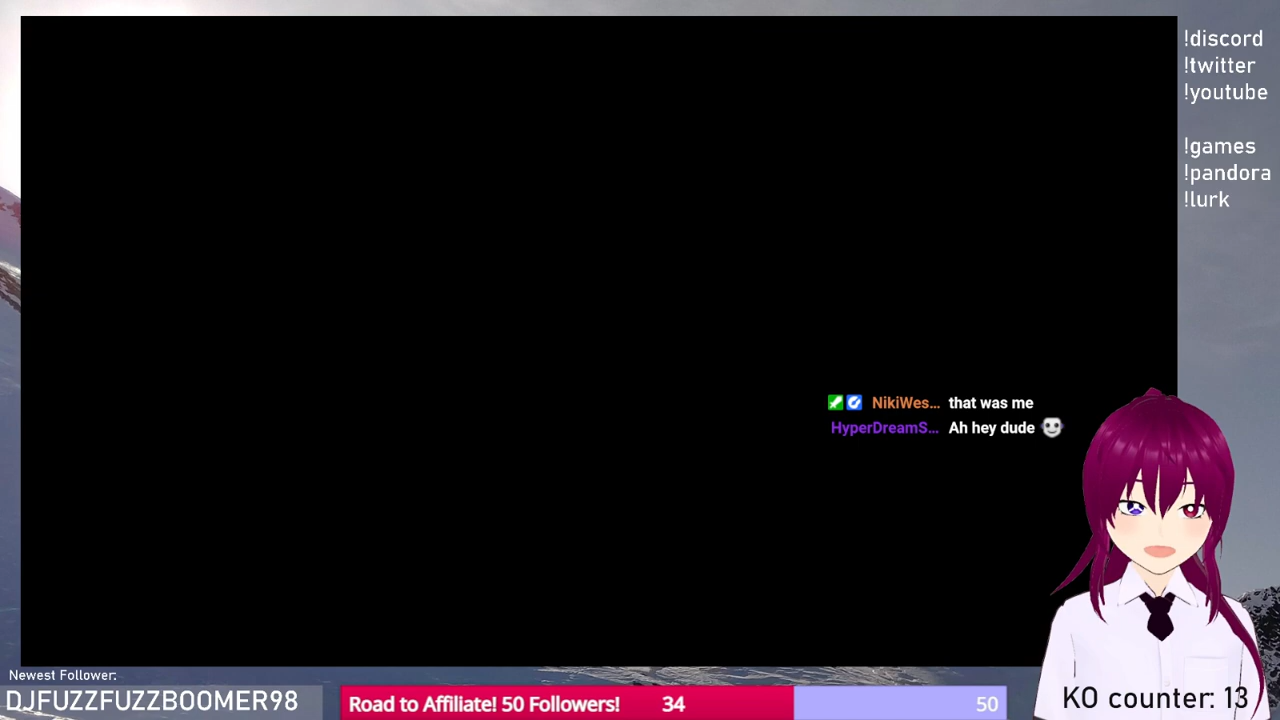 !discord
!twitter
!youtube
!games
!pandora
!lurk
NikiWes... that was me
HyperDreamS... Ah hey dude
Newest Follower:
DJFUZZFUZZBOOMER98
Road to Affiliate! 50 Followers! 34 50
KO counter: 13